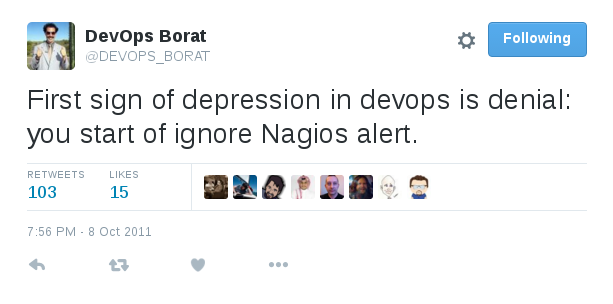 DevOps Borat
@DEVOPS_BORAT
Following
First sign of depression in devops is denial:
you start of ignore Nagios alert.
RETWEETS LIKES
103 15
7:56 PM - 8 Oct 2011